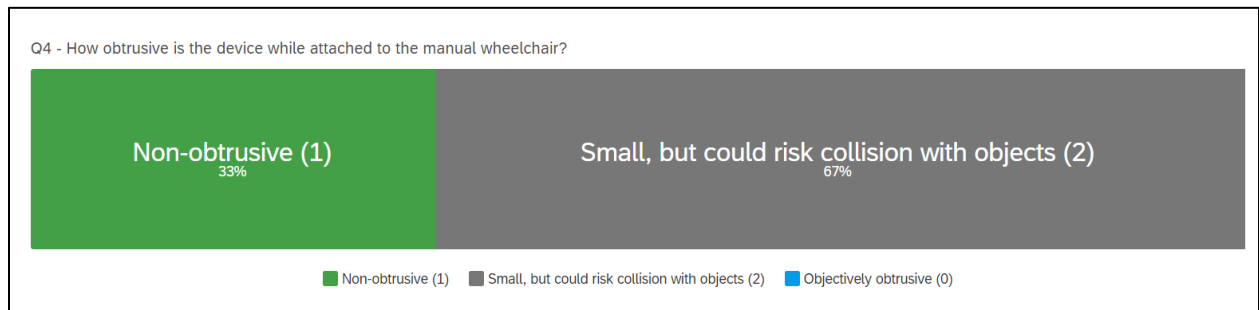 Q4 - How obtrusive is the device while attached to the manual wheelchair?
Non-obtrusive (1)
33%
Small, but could risk collision with objects (2)
67%
Non-obtrusive (1) Small, but could risk collision with objects (2) Objectively obtrusive (0)